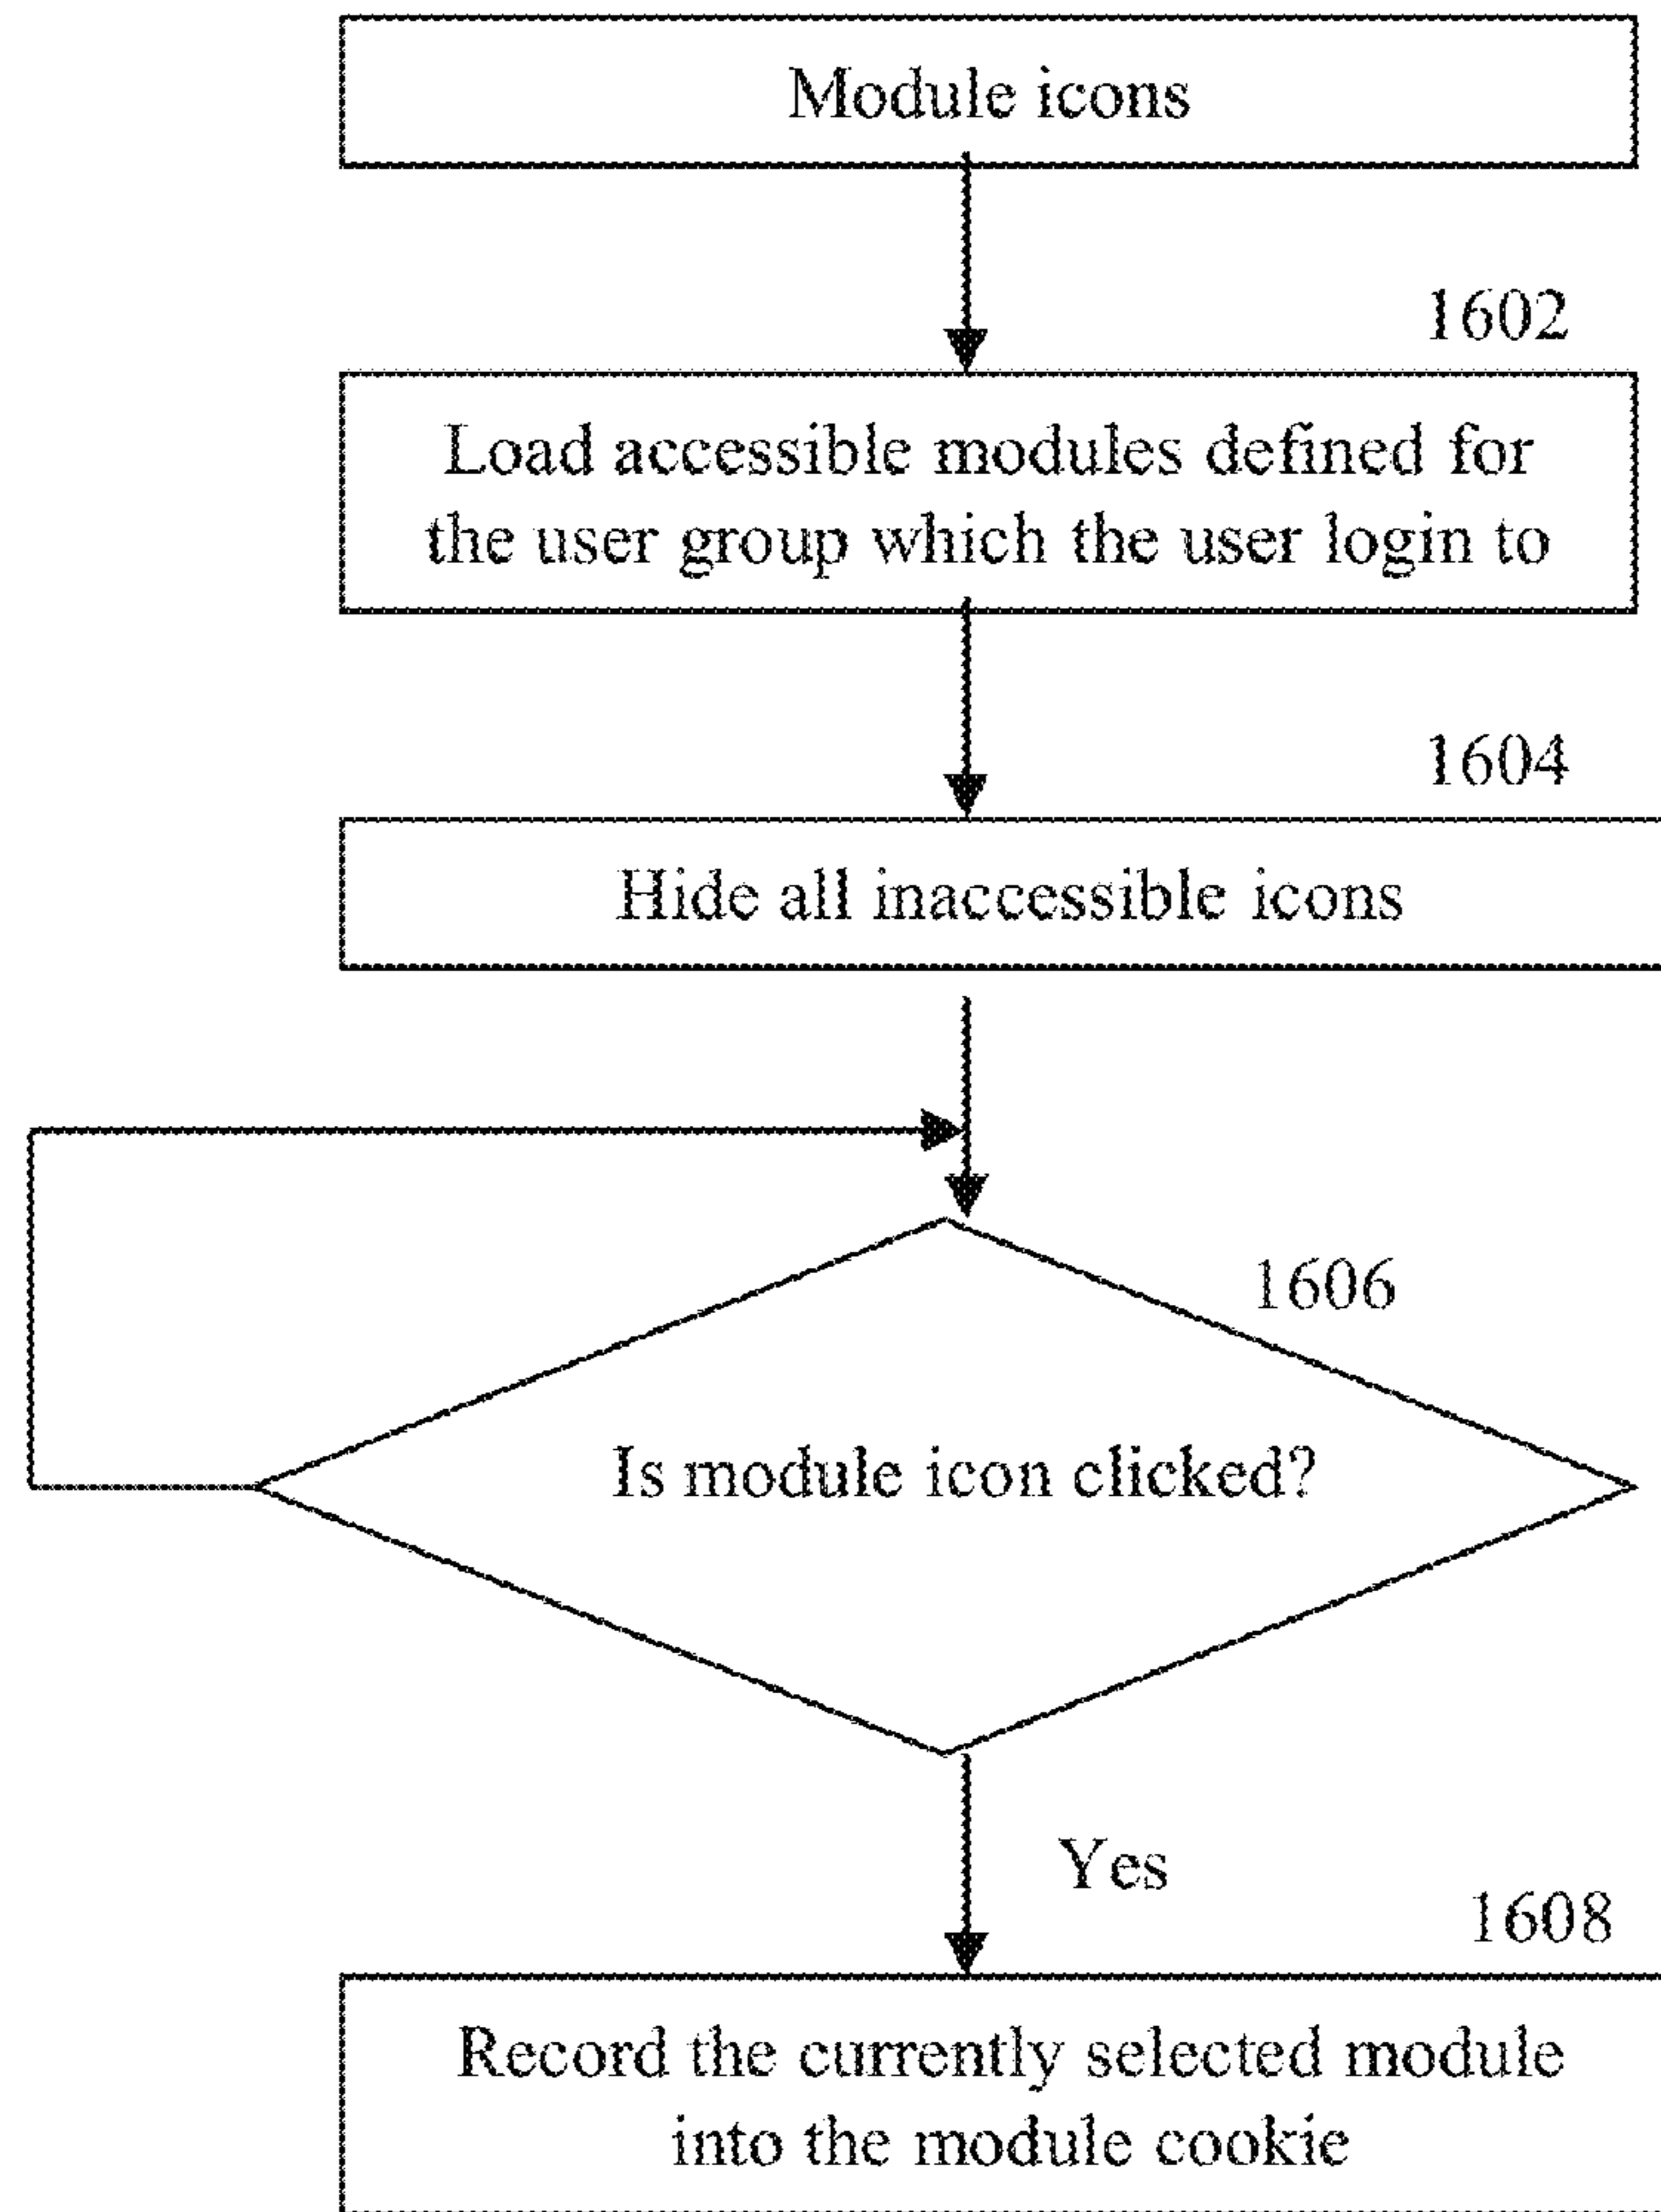 Module icons
1602
Load accessible modules defined for
the user group which the user login to
1604
Hide all inaccessible icons
1606
Is module icon clicked?
Yes
1608
Record the currently selected module
into the module cookie